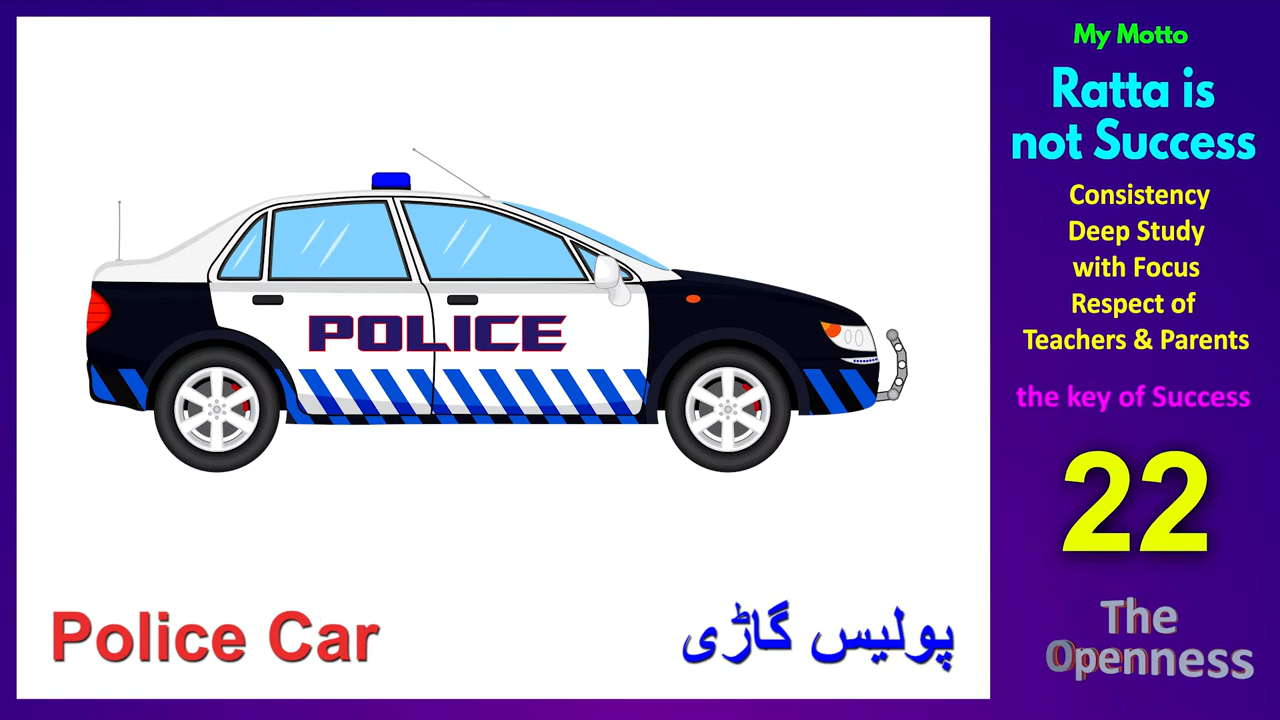 POLICE
Police Car
پولیس گاڑی
My Motto
Ratta is
not Success
Consistency
Deep Study
with Focus
Respect of
Teachers & Parents
the key of Success
22
The
Openness